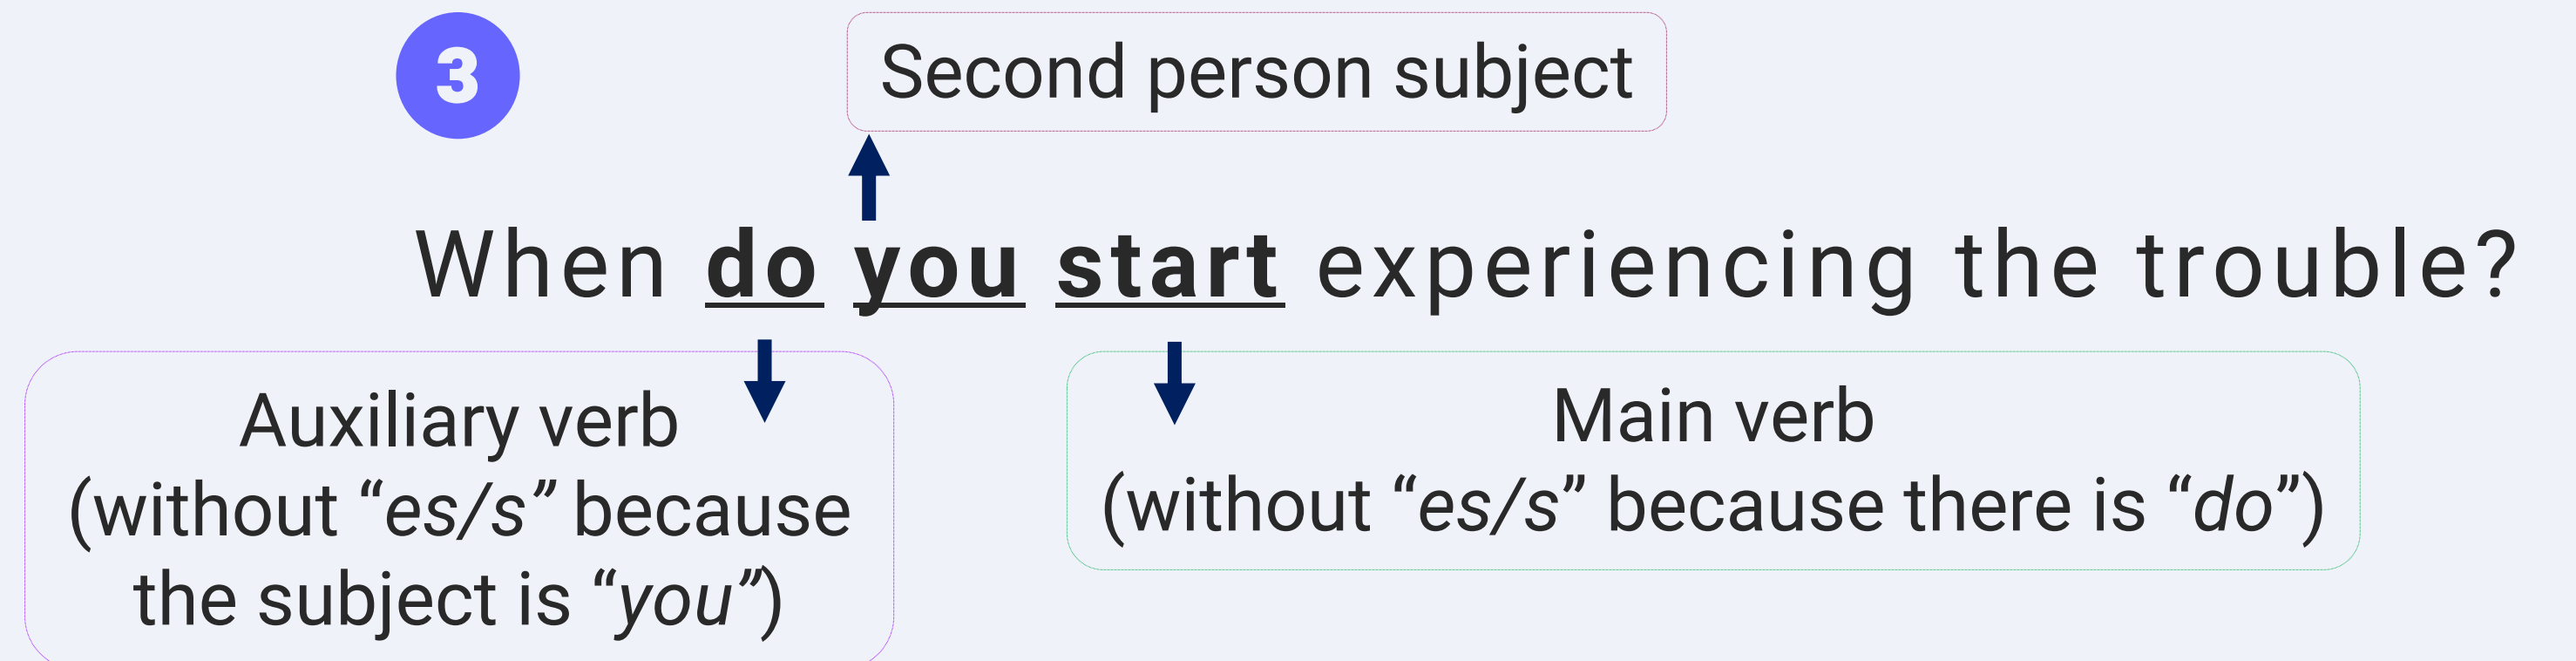 3
Second person subject
When do you start experiencing the trouble?
Auxiliary verb
(without “es/s” because
the subject is “you”)
Main verb
(without “es/s” because there is “do”)